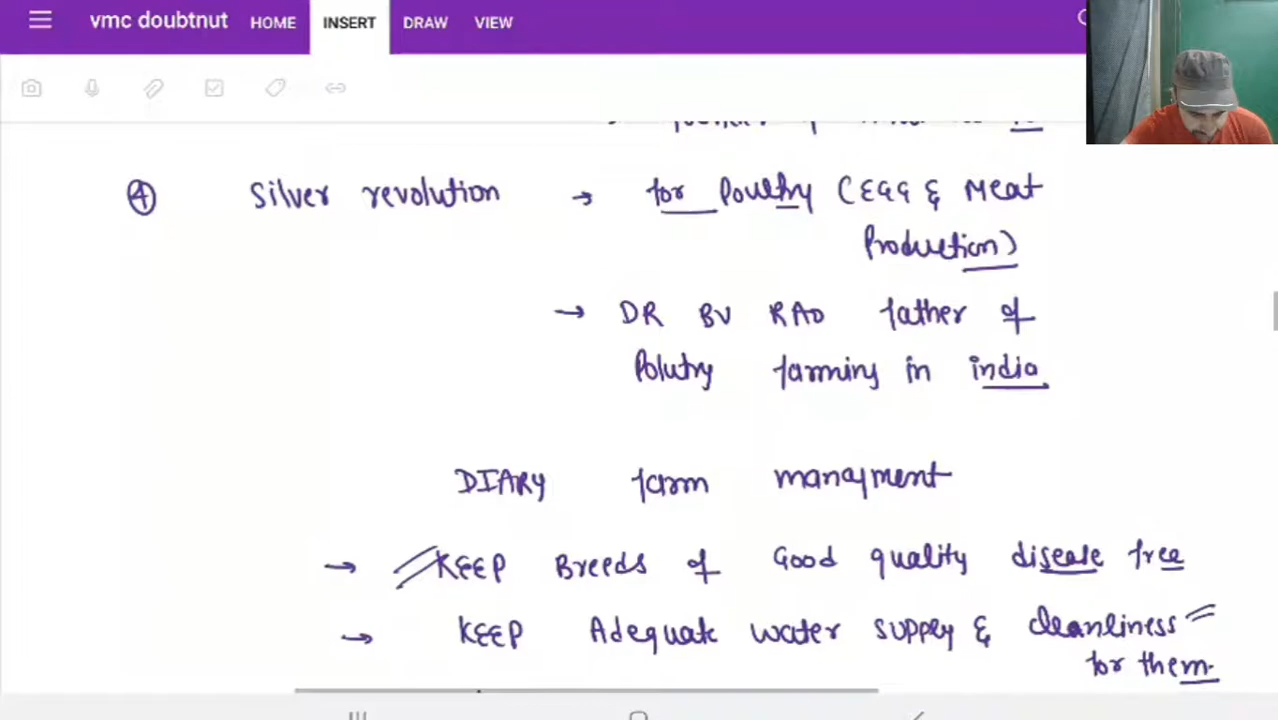 vmc doubtnut HOME INSERT DRAW VIEW
④ Silver revolution → for Poultry (EGG & Meat
Production)
→ DR BV RAO father of
Polutry farming in india
DIARY farm managment
→ KEEP Breeds of Good quality disease free
→ KEEP Adequate water supply & cleanliness
for them.